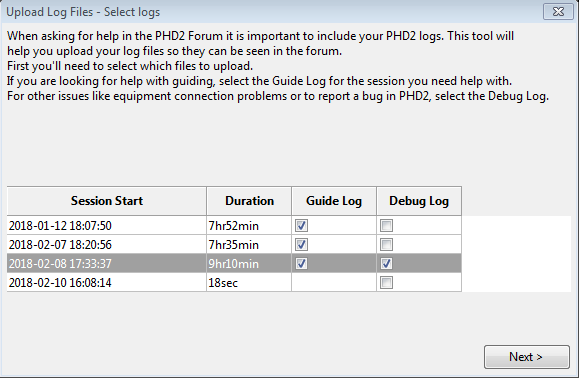 Upload Log Files - Select logs
When asking for help in the PHD2 Forum it is important to include your PHD2 logs. This tool will
help you upload your log files so they can be seen in the forum.
First you'll need to select which files to upload.
If you are looking for help with guiding, select the Guide Log for the session you need help with.
For other issues like equipment connection problems or to report a bug in PHD2, select the Debug Log.
Session Start Duration Guide Log Debug Log
2018-01-12 18:07:50 7hr52min
2018-02-07 18:20:56 7hr35min
2018-02-08 17:33:37 9hr10min
2018-02-10 16:08:14 18sec
Next >